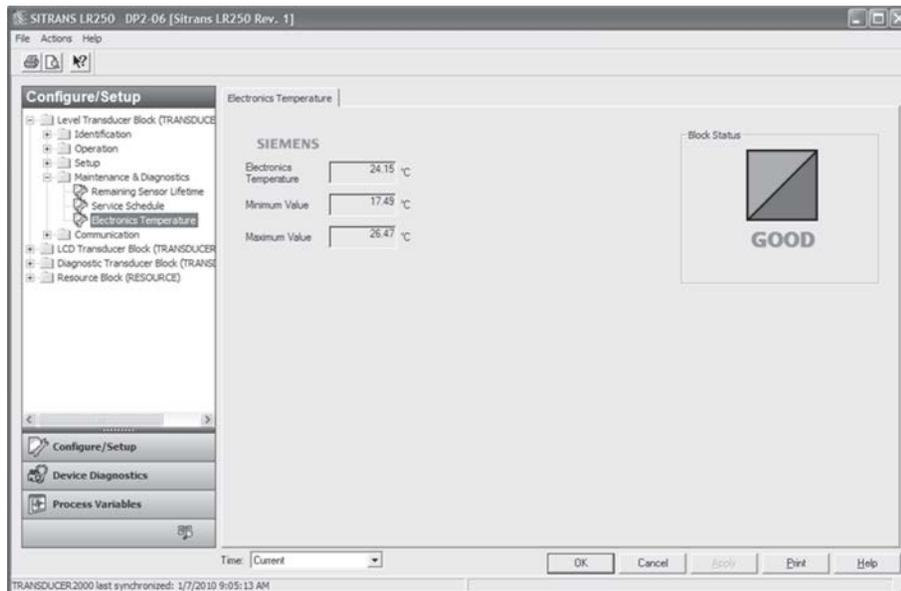 SITRANS LR250 DP2-06 [Sitrans LR250 Rev. 1]
File Actions Help
Configure/Setup
Level Transducer Block (TRANSDUCE
Identification
Operation
Setup
Maintenance & Diagnostics
Remaining Sensor Lifetime
Service Schedule
Electronics Temperature
Communication
LCD Transducer Block (TRANSDUCER
Diagnostic Transducer Block (TRANSD
Resource Block (RESOURCE)
Configure/Setup
Device Diagnostics
Process Variables
Electronics Temperature
SIEMENS
Electronics
Temperature 24.15 °C
Minimum Value 17.49 °C
Maximum Value 26.47 °C
Block Status
GOOD
Time: Current
OK Cancel Apply Print Help
TRANSDUCER2000 last synchronized: 1/7/2010 9:05:13 AM